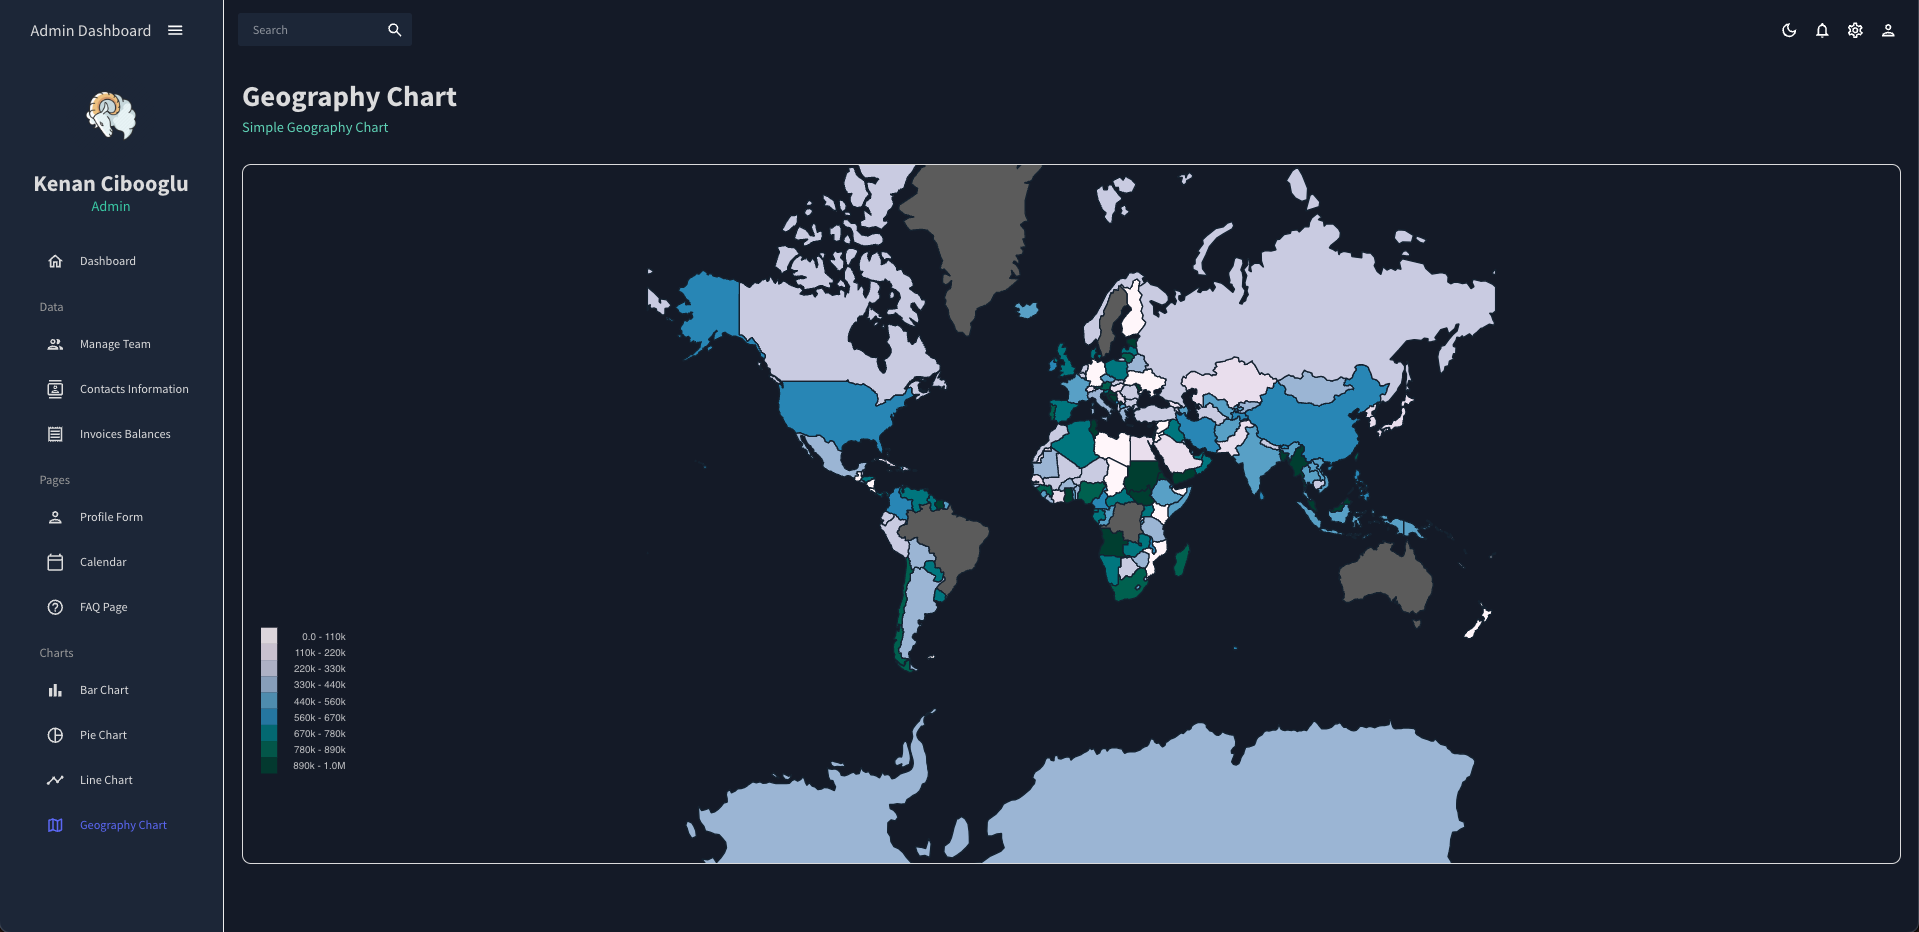 Admin Dashboard
Search
Kenan Cibooglu
Admin
Dashboard
Data
Manage Team
Contacts Information
Invoices Balances
Pages
Profile Form
Calendar
FAQ Page
Charts
Bar Chart
Pie Chart
Line Chart
Geography Chart
Geography Chart
Simple Geography Chart
0.0 - 110k
110k - 220k
220k - 330k
330k - 440k
440k - 560k
560k - 670k
670k - 780k
780k - 890k
890k - 1.0M